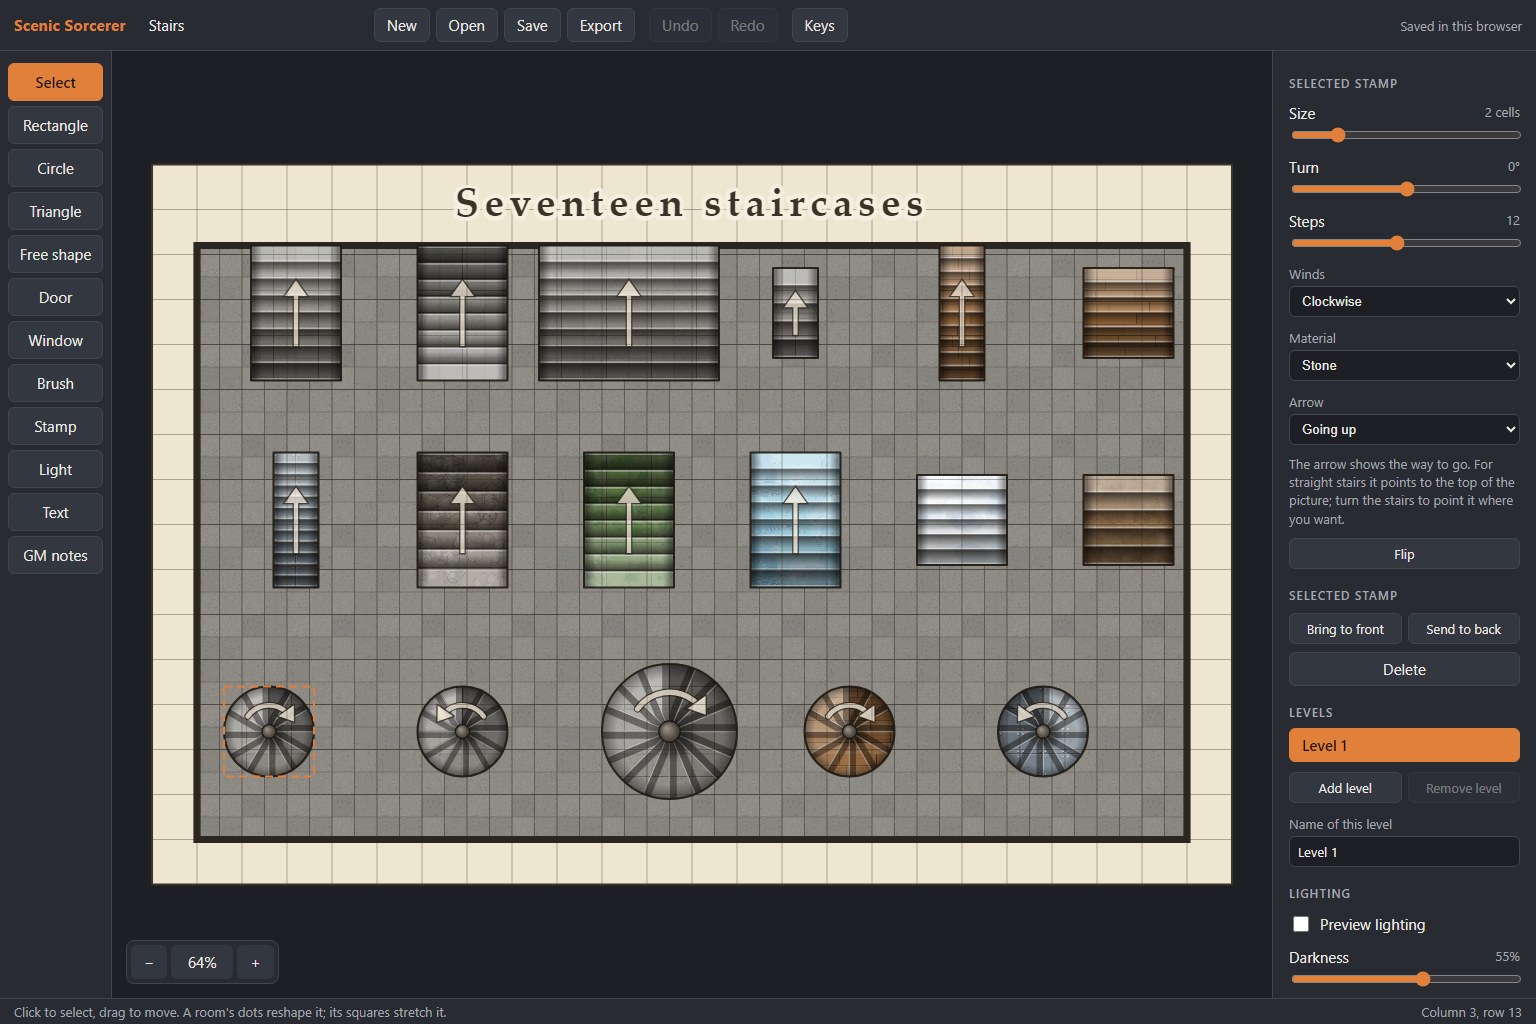 Scenic Sorcerer Stairs New Open Save Export Undo Redo Keys Saved in this browser
Select
Rectangle
Circle
Triangle
Free shape
Door
Window
Brush
Stamp
Light
Text
GM notes
Seventeen staircases
− 64% +
SELECTED STAMP
Size 2 cells
Turn 0°
Steps 12
Winds
Clockwise
Material
Stone
Arrow
Going up
The arrow shows the way to go. For
straight stairs it points to the top of the
picture; turn the stairs to point it where
you want.
Flip
SELECTED STAMP
Bring to front Send to back
Delete
LEVELS
Level 1
Add level Remove level
Name of this level
Level 1
LIGHTING
Preview lighting
Darkness 55%
Click to select, drag to move. A room's dots reshape it; its squares stretch it. Column 3, row 13